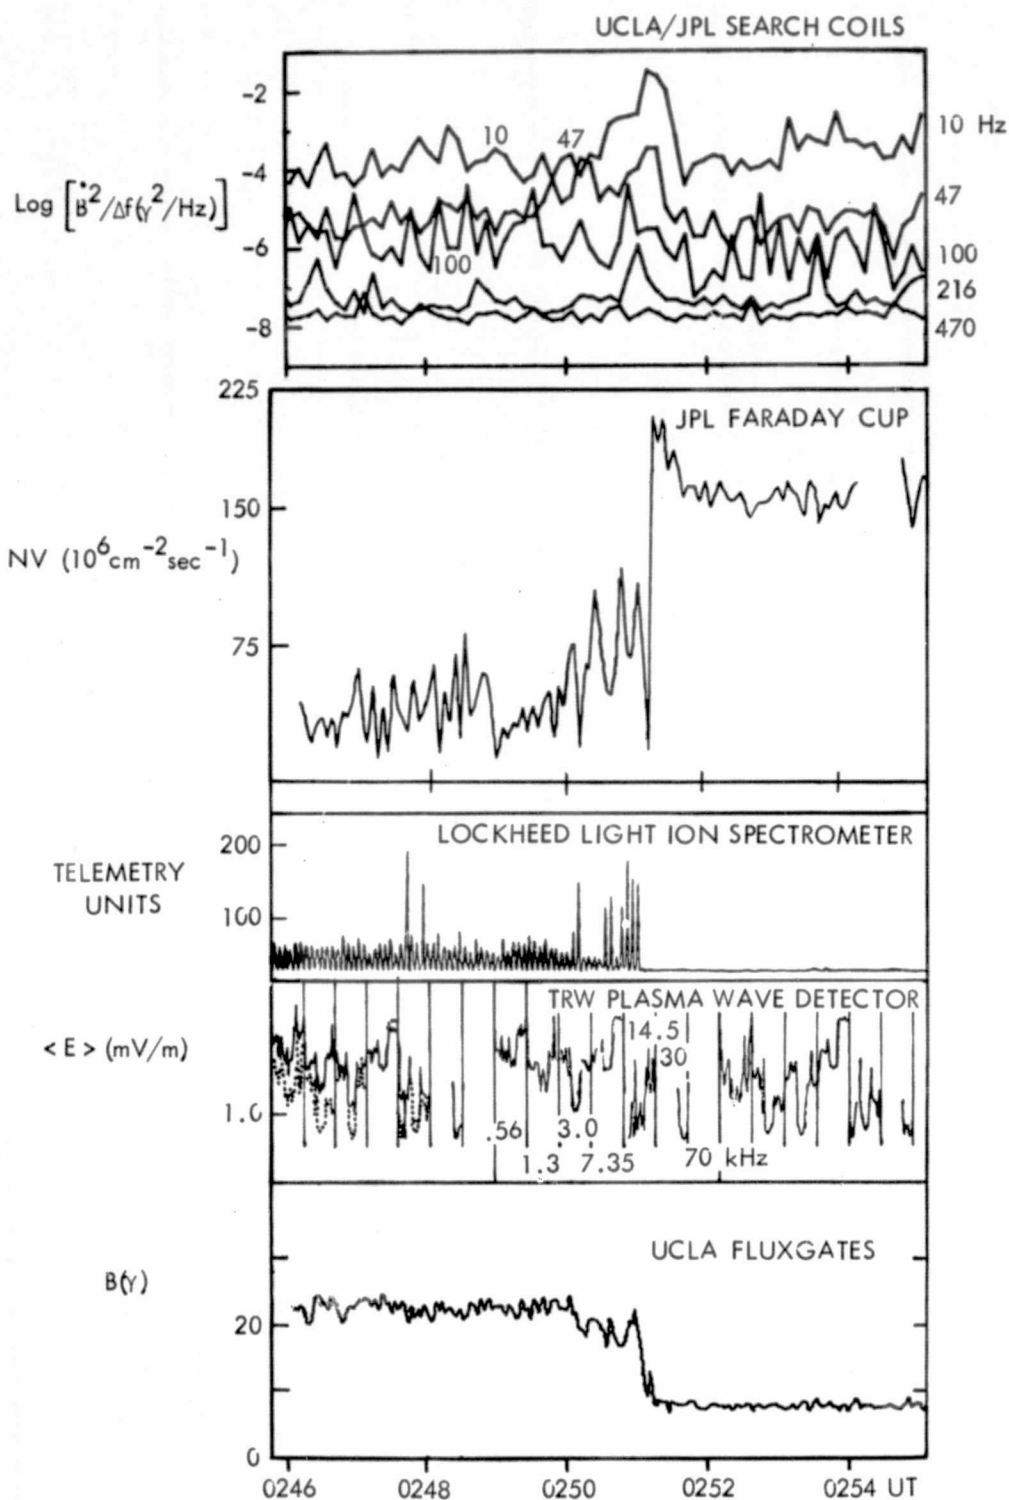 UCLA/JPL SEARCH COILS
-2
-4
-6
-8
Log [Ḃ²/Δf(γ²/Hz)]
10
47
100
10 Hz
47
100
216
470
JPL FARADAY CUP
225
150
75
NV (10⁶cm⁻²sec⁻¹)
LOCKHEED LIGHT ION SPECTROMETER
200
100
TELEMETRY
UNITS
TRW PLASMA WAVE DETECTOR
<E> (mV/m)
1.0
14.5
30
.56
3.0
1.3
7.35
70 kHz
UCLA FLUXGATES
B(γ)
20
0
0246
0248
0250
0252
0254 UT